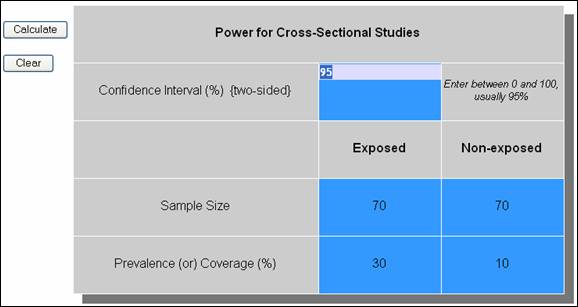 Calculate
Clear
Power for Cross-Sectional Studies
Confidence Interval (%) {two-sided}
95
Enter between 0 and 100,
usually 95%
Exposed
Non-exposed
Sample Size
70
70
Prevalence (or) Coverage (%)
30
10